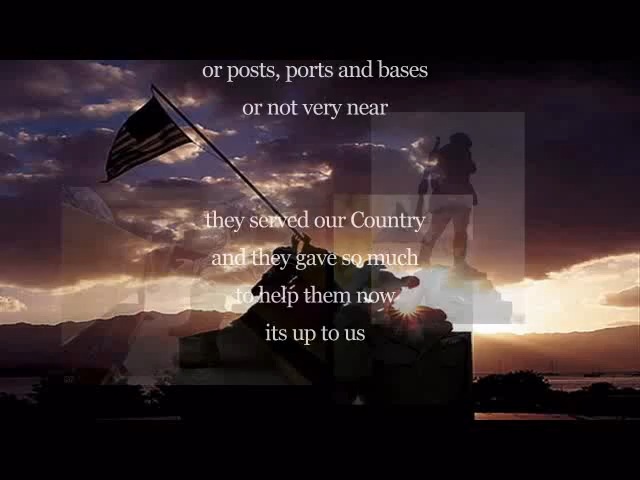 or posts, ports and bases
or not very near
they served our Country
and they gave so much
to help them now
its up to us